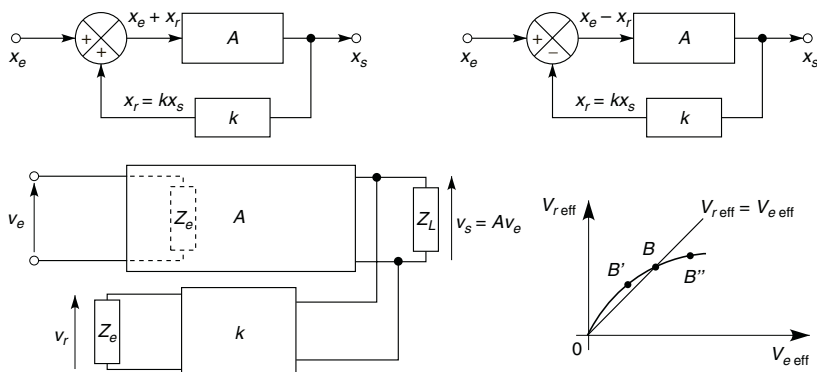 x_e + x_r
x_e
+
+
A
x_s
x_r = kx_s
k
x_e − x_r
x_e
+
−
A
x_s
x_r = kx_s
k
v_e
Z_e
A
Z_L
v_s = Av_e
v_r
Z_e
k
V_r eff
V_r eff = V_e eff
B
B'
B''
0
V_e eff